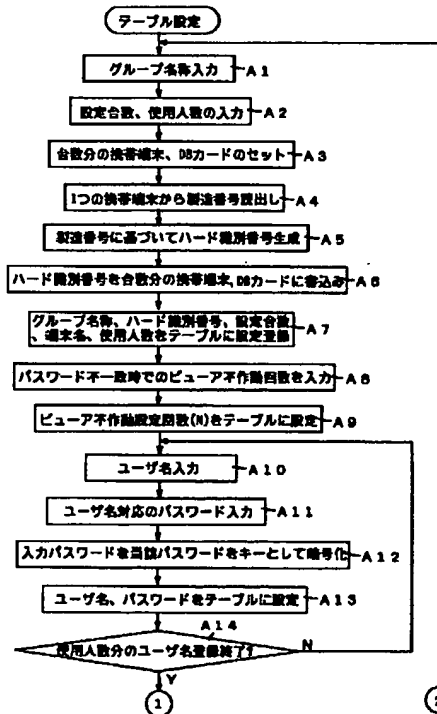 テーブル設定
グループ名称入力 A1
設定台数、使用人数の入力 A2
台数分の携帯端末、DBカードのセット A3
1つの携帯端末から製造番号読出し A4
製造番号に基づいてハード識別番号生成 A5
ハード識別番号を台数分の携帯端末、DBカードに書込み A6
グループ名称、ハード識別番号、設定台数
、端末名、使用人数をテーブルに設定登録 A7
パスワード不一致時でのビューア不作動回数を入力 A8
ビューア不作動設定回数(N)をテーブルに設定 A9
ユーザ名入力 A10
ユーザ名対応のパスワード入力 A11
入力パスワードを当該パスワードをキーとして暗号化 A12
ユーザ名、パスワードをテーブルに設定 A13
A14
使用人数分のユーザ名登録終了? N
Y
1